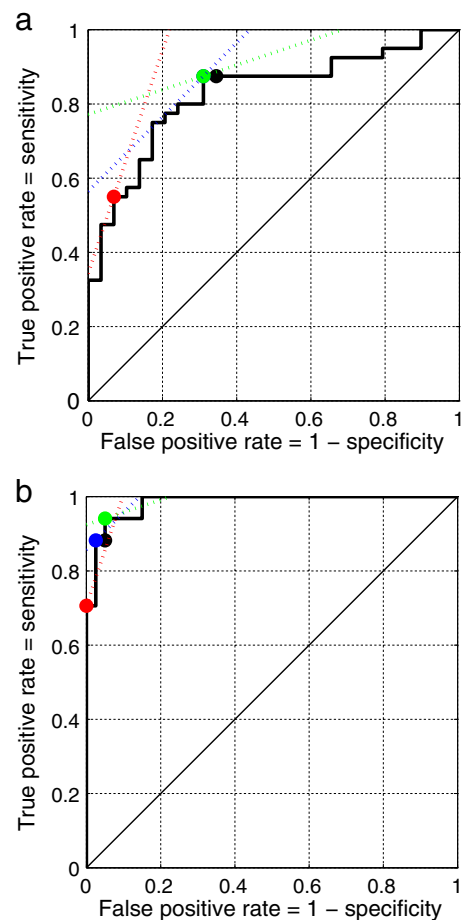 a
1
0.8
0.6
0.4
0.2
0
True positive rate = sensitivity
0 0.2 0.4 0.6 0.8 1
False positive rate = 1 − specificity
b
1
0.8
0.6
0.4
0.2
0
True positive rate = sensitivity
0 0.2 0.4 0.6 0.8 1
False positive rate = 1 − specificity